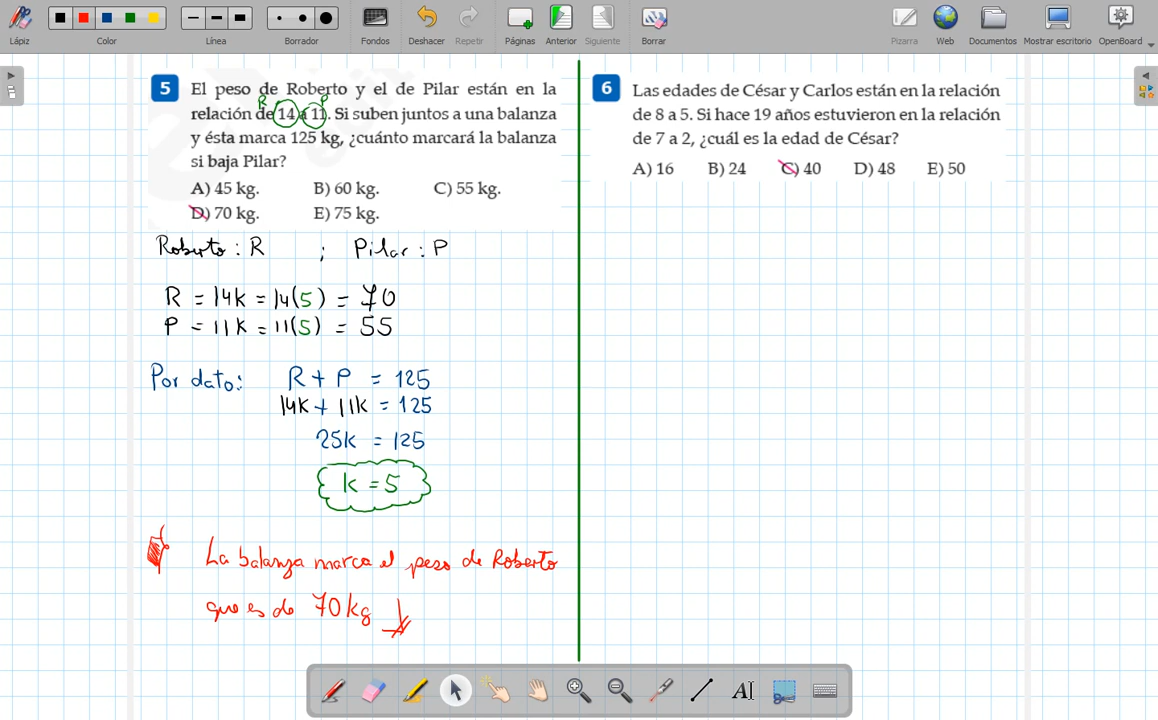 Lápiz Color Línea Borrador Fondos Deshacer Repetir Páginas Anterior Siguiente Borrar Pizarra Web Documentos Mostrar escritorio OpenBoard
5 El peso de Roberto y el de Pilar están en la
R P
relación de 14 a 11. Si suben juntos a una balanza
y ésta marca 125 kg, ¿cuánto marcará la balanza
si baja Pilar?
A) 45 kg. B) 60 kg. C) 55 kg.
D) 70 kg. E) 75 kg.
Roberto : R ; Pilar : P
R = 14k = 14(5) = 70
P = 11k = 11(5) = 55
Por dato: R + P = 125
14k + 11k = 125
25k = 125
k = 5
La balanza marca el peso de Roberto
que es de 70 kg
6 Las edades de César y Carlos están en la relación
de 8 a 5. Si hace 19 años estuvieron en la relación
de 7 a 2, ¿cuál es la edad de César?
A) 16 B) 24 C) 40 D) 48 E) 50